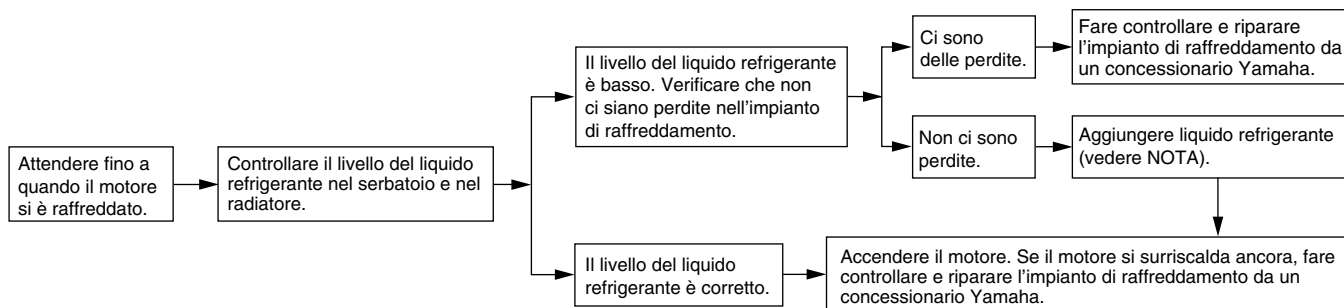 Attendere fino a
quando il motore
si è raffreddato.
Controllare il livello del liquido
refrigerante nel serbatoio e nel
radiatore.
Il livello del liquido refrigerante
è basso. Verificare che non
ci siano perdite nell’impianto
di raffreddamento.
Ci sono
delle perdite.
Fare controllare e riparare
l’impianto di raffreddamento da
un concessionario Yamaha.
Non ci sono
perdite.
Aggiungere liquido refrigerante
(vedere NOTA).
Il livello del liquido
refrigerante è corretto.
Accendere il motore. Se il motore si surriscalda ancora, fare
controllare e riparare l’impianto di raffreddamento da un
concessionario Yamaha.